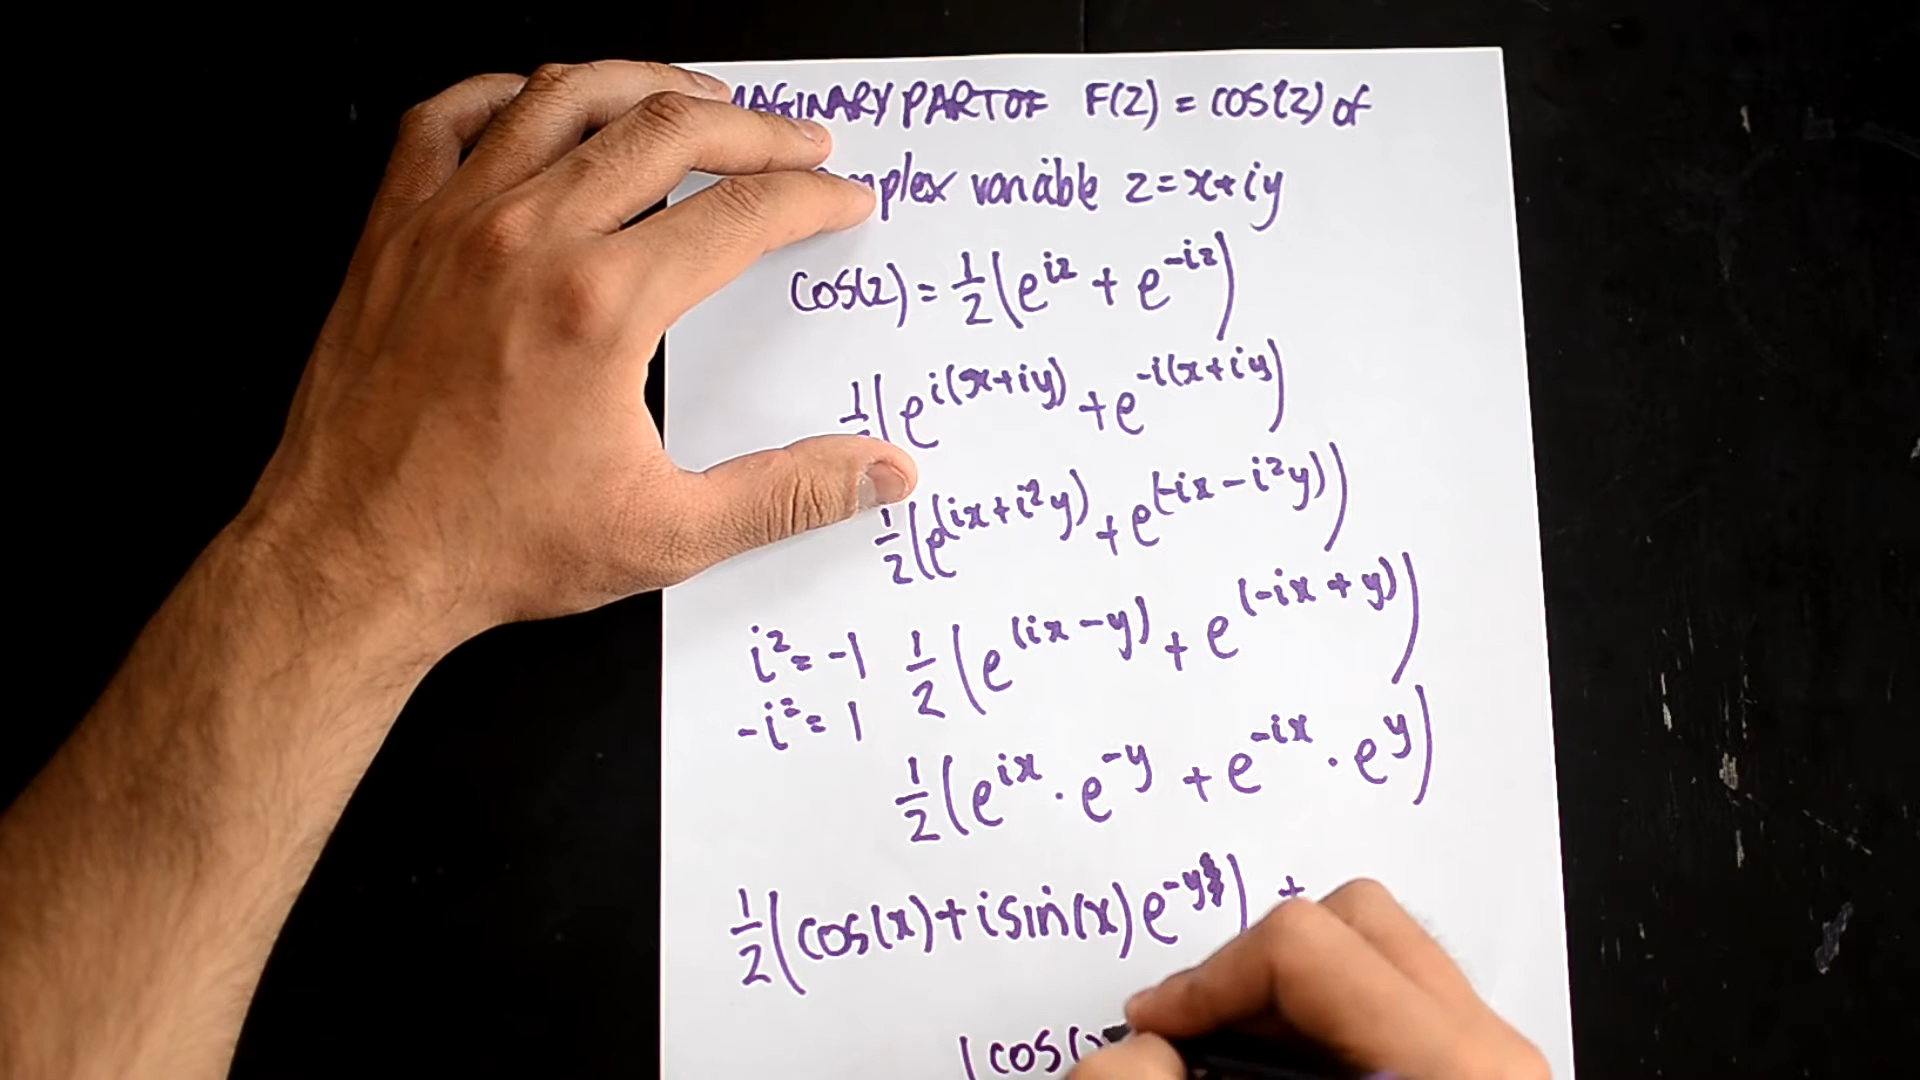 MAGINARY PART OF F(Z) = COS(Z) of
mplex variable z=x+iy
COS(z) = 1/2 (e^{iz} + e^{-iz})
1/2 (e^{i(x+iy)} + e^{-i(x+iy)})
1/2 (e^{(ix+i²y)} + e^{(-ix-i²y)})
i² = -1 1/2 (e^{(ix-y)} + e^{(-ix+y)})
-i² = 1
1/2 (e^{ix} · e^{-y} + e^{-ix} · e^{y})
1/2 (cos(x) + i sin(x) e^{-y}) +
(cos(